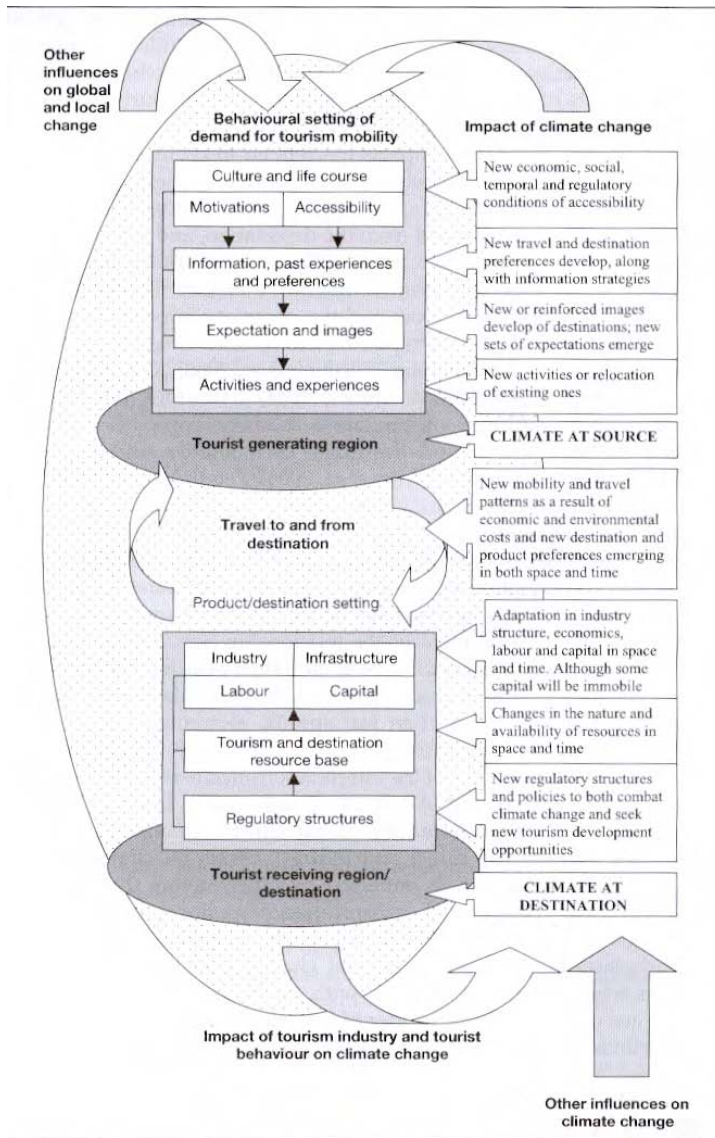 Other
influences
on global
and local
change
Behavioural setting of
demand for tourism mobility
Impact of climate change
Culture and life course
Motivations
Accessibility
Information, past experiences
and preferences
Expectation and images
Activities and experiences
New economic, social,
temporal and regulatory
conditions of accessibility
New travel and destination
preferences develop, along
with information strategies
New or reinforced images
develop of destinations; new
sets of expectations emerge
New activities or relocation
of existing ones
Tourist generating region
CLIMATE AT SOURCE
Travel to and from
destination
New mobility and travel
patterns as a result of
economic and environmental
costs and new destination and
product preferences emerging
in both space and time
Product/destination setting
Industry
Infrastructure
Labour
Capital
Tourism and destination
resource base
Regulatory structures
Adaptation in industry
structure, economics,
labour and capital in space
and time. Although some
capital will be immobile
Changes in the nature and
availability of resources in
space and time
New regulatory structures
and policies to both combat
climate change and seek
new tourism development
opportunities
Tourist receiving region/
destination
CLIMATE AT
DESTINATION
Impact of tourism industry and tourist
behaviour on climate change
Other influences on
climate change